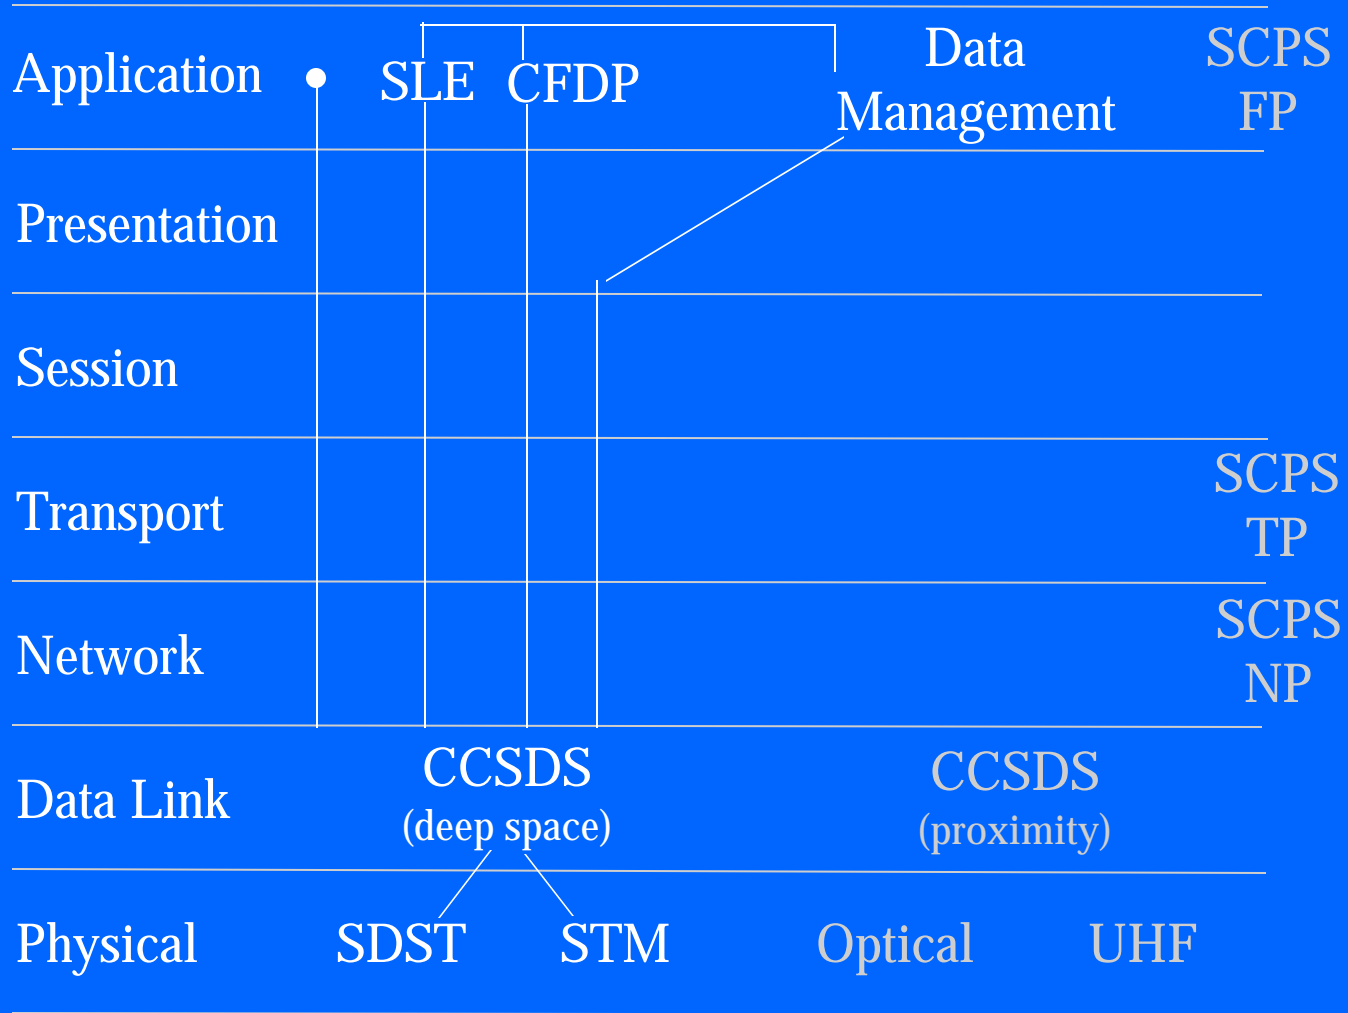 Application
SLE
CFDP
Data
Management
SCPS
FP
Presentation
Session
Transport
SCPS
TP
Network
SCPS
NP
Data Link
CCSDS
(deep space)
CCSDS
(proximity)
Physical
SDST
STM
Optical
UHF